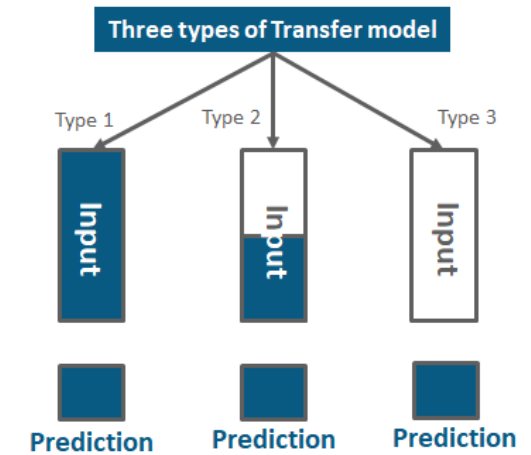 Three types of Transfer model
Type 1
Type 2
Type 3
Input
Input
Input
Prediction
Prediction
Prediction